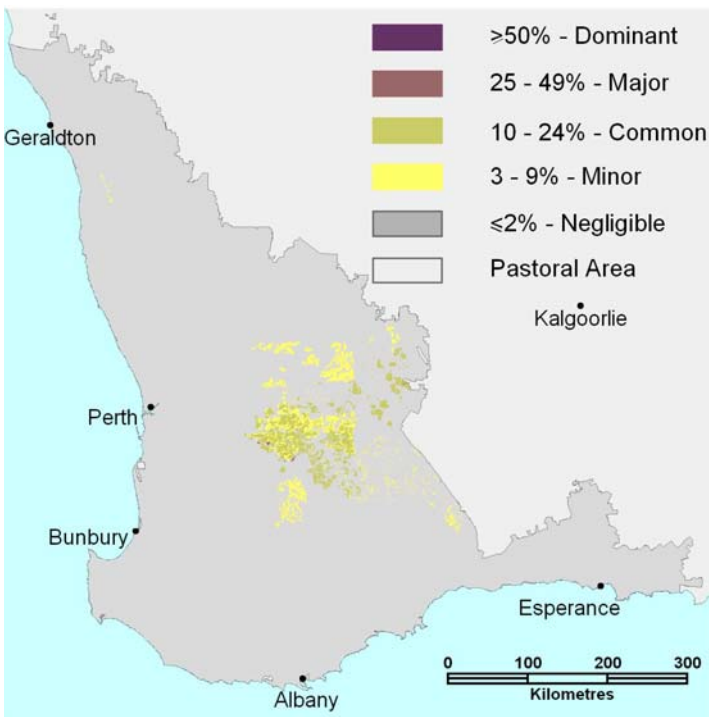 ⩾50% - Dominant
25 - 49% - Major
10 - 24% - Common
3 - 9% - Minor
⩽2% - Negligible
Pastoral Area
Geraldton
Kalgoorlie
Perth
Bunbury
Esperance
Albany
0 100 200 300
Kilometres